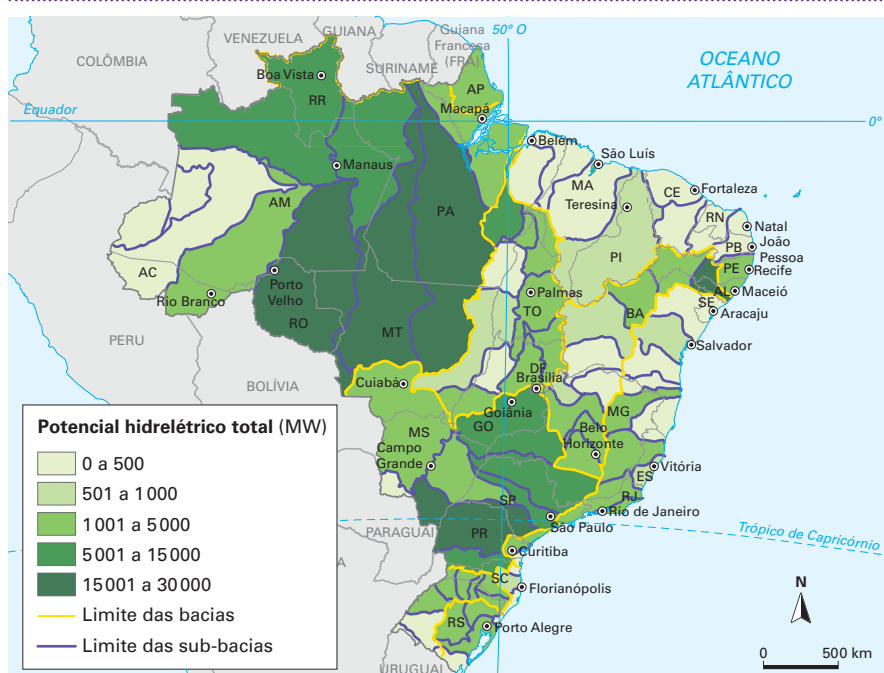 VENEZUELA
GUIANA
Guiana
Francesa
(FRA)
50° O
COLÔMBIA
SURINAME
OCEANO
ATLÂNTICO
Boa Vista
RR
AP
Macapá
Equador
0°
Belém
São Luís
Manaus
MA
CE
Fortaleza
Teresina
AM
PA
RN
Natal
PI
PB
João
Pessoa
AC
PE
Recife
Porto
Velho
Palmas
AL
Maceió
Rio Branco
TO
SE
BA
Aracaju
RO
MT
PERU
Salvador
DF
Brasília
BOLÍVIA
Cuiabá
Goiânia
MG
GO
Belo
Horizonte
MS
Campo
Grande
Vitória
ES
SP
RJ
Rio de Janeiro
São Paulo
Trópico de Capricórnio
PARAGUAI
PR
Curitiba
SC
Florianópolis
RS
Porto Alegre
URUGUAI
A
Potencial hidrelétrico total (MW)
0 a 500
501 a 1 000
1 001 a 5 000
5 001 a 15 000
15 001 a 30 000
Limite das bacias
Limite das sub-bacias
N
0 500 km